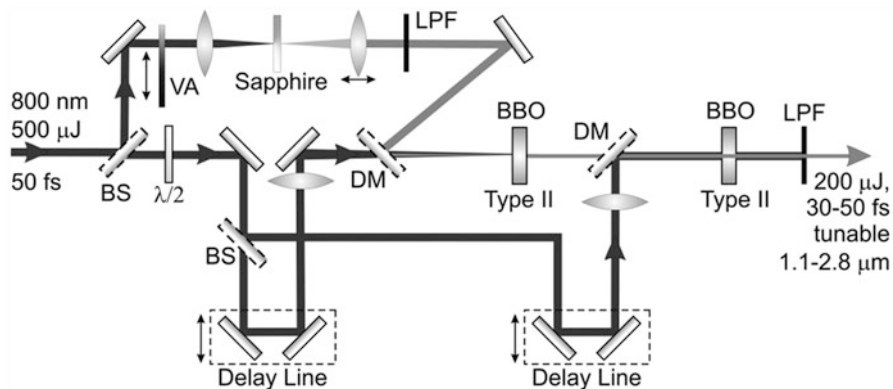 LPF
VA
Sapphire
800 nm
500 μJ
50 fs
BS
λ/2
DM
BBO
Type II
DM
BBO
Type II
LPF
200 μJ,
30-50 fs
tunable
1.1-2.8 μm
BS
Delay Line
Delay Line